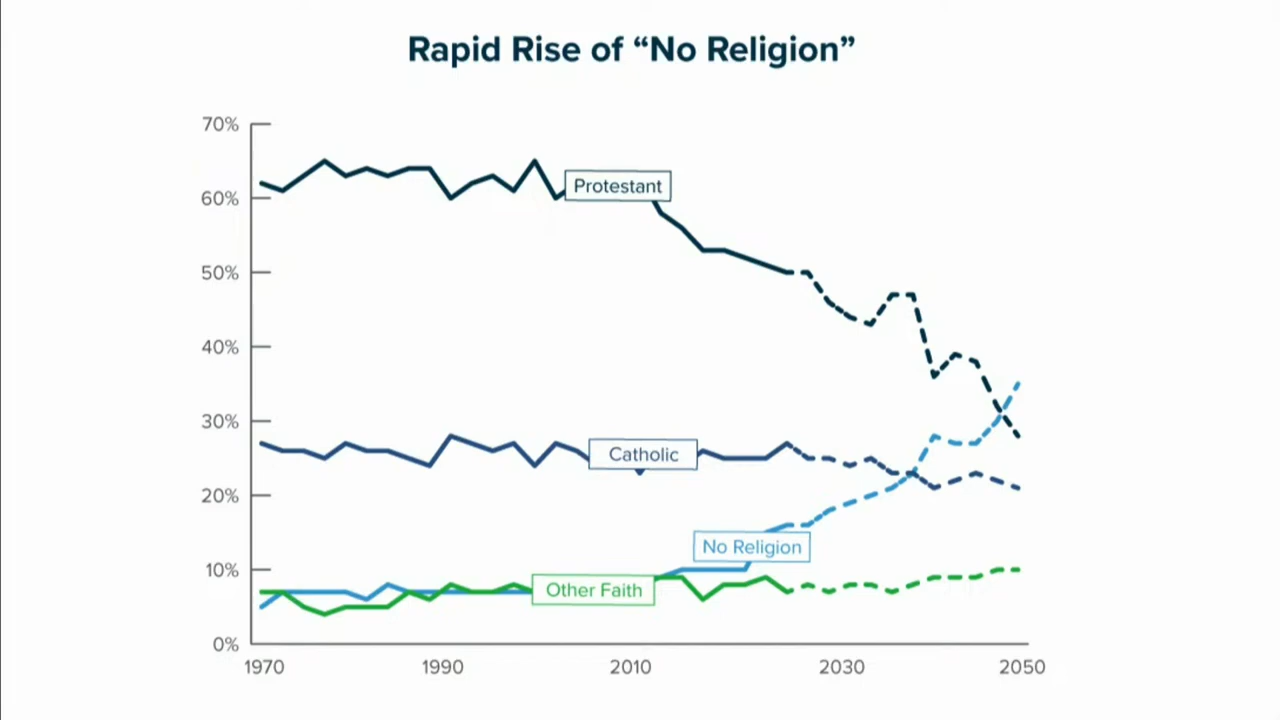 Rapid Rise of “No Religion”
70%
60%
50%
40%
30%
20%
10%
0%
Protestant
Catholic
No Religion
Other Faith
1970
1990
2010
2030
2050